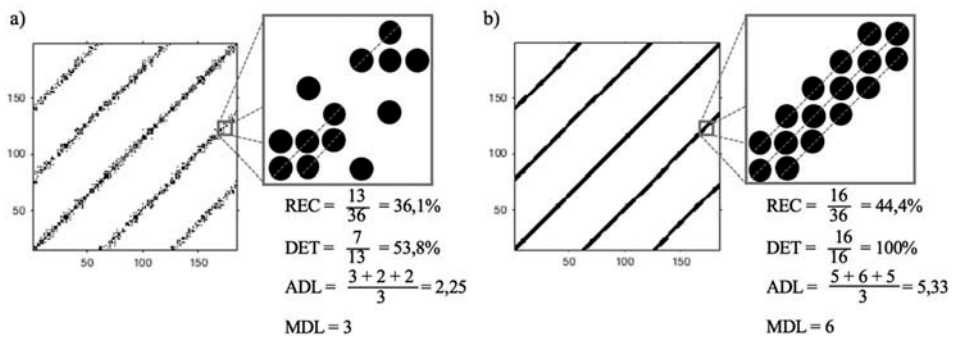 a)
150
100
50
50 100 150
REC = 13/36 = 36,1%
DET = 7/13 = 53,8%
ADL = 3 + 2 + 2/3 = 2,25
MDL = 3
b)
150
100
50
50 100 150
REC = 16/36 = 44,4%
DET = 16/16 = 100%
ADL = 5 + 6 + 5/3 = 5,33
MDL = 6